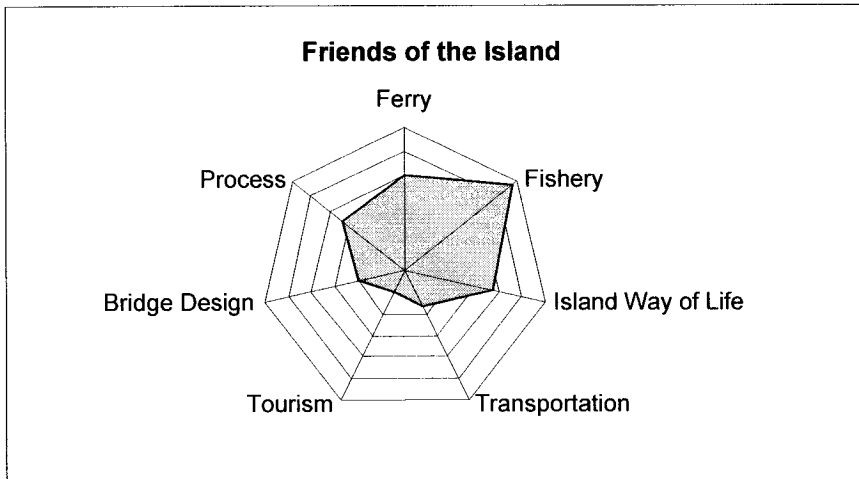 Friends of the Island
Ferry
Process
Fishery
Bridge Design
Island Way of Life
Tourism
Transportation